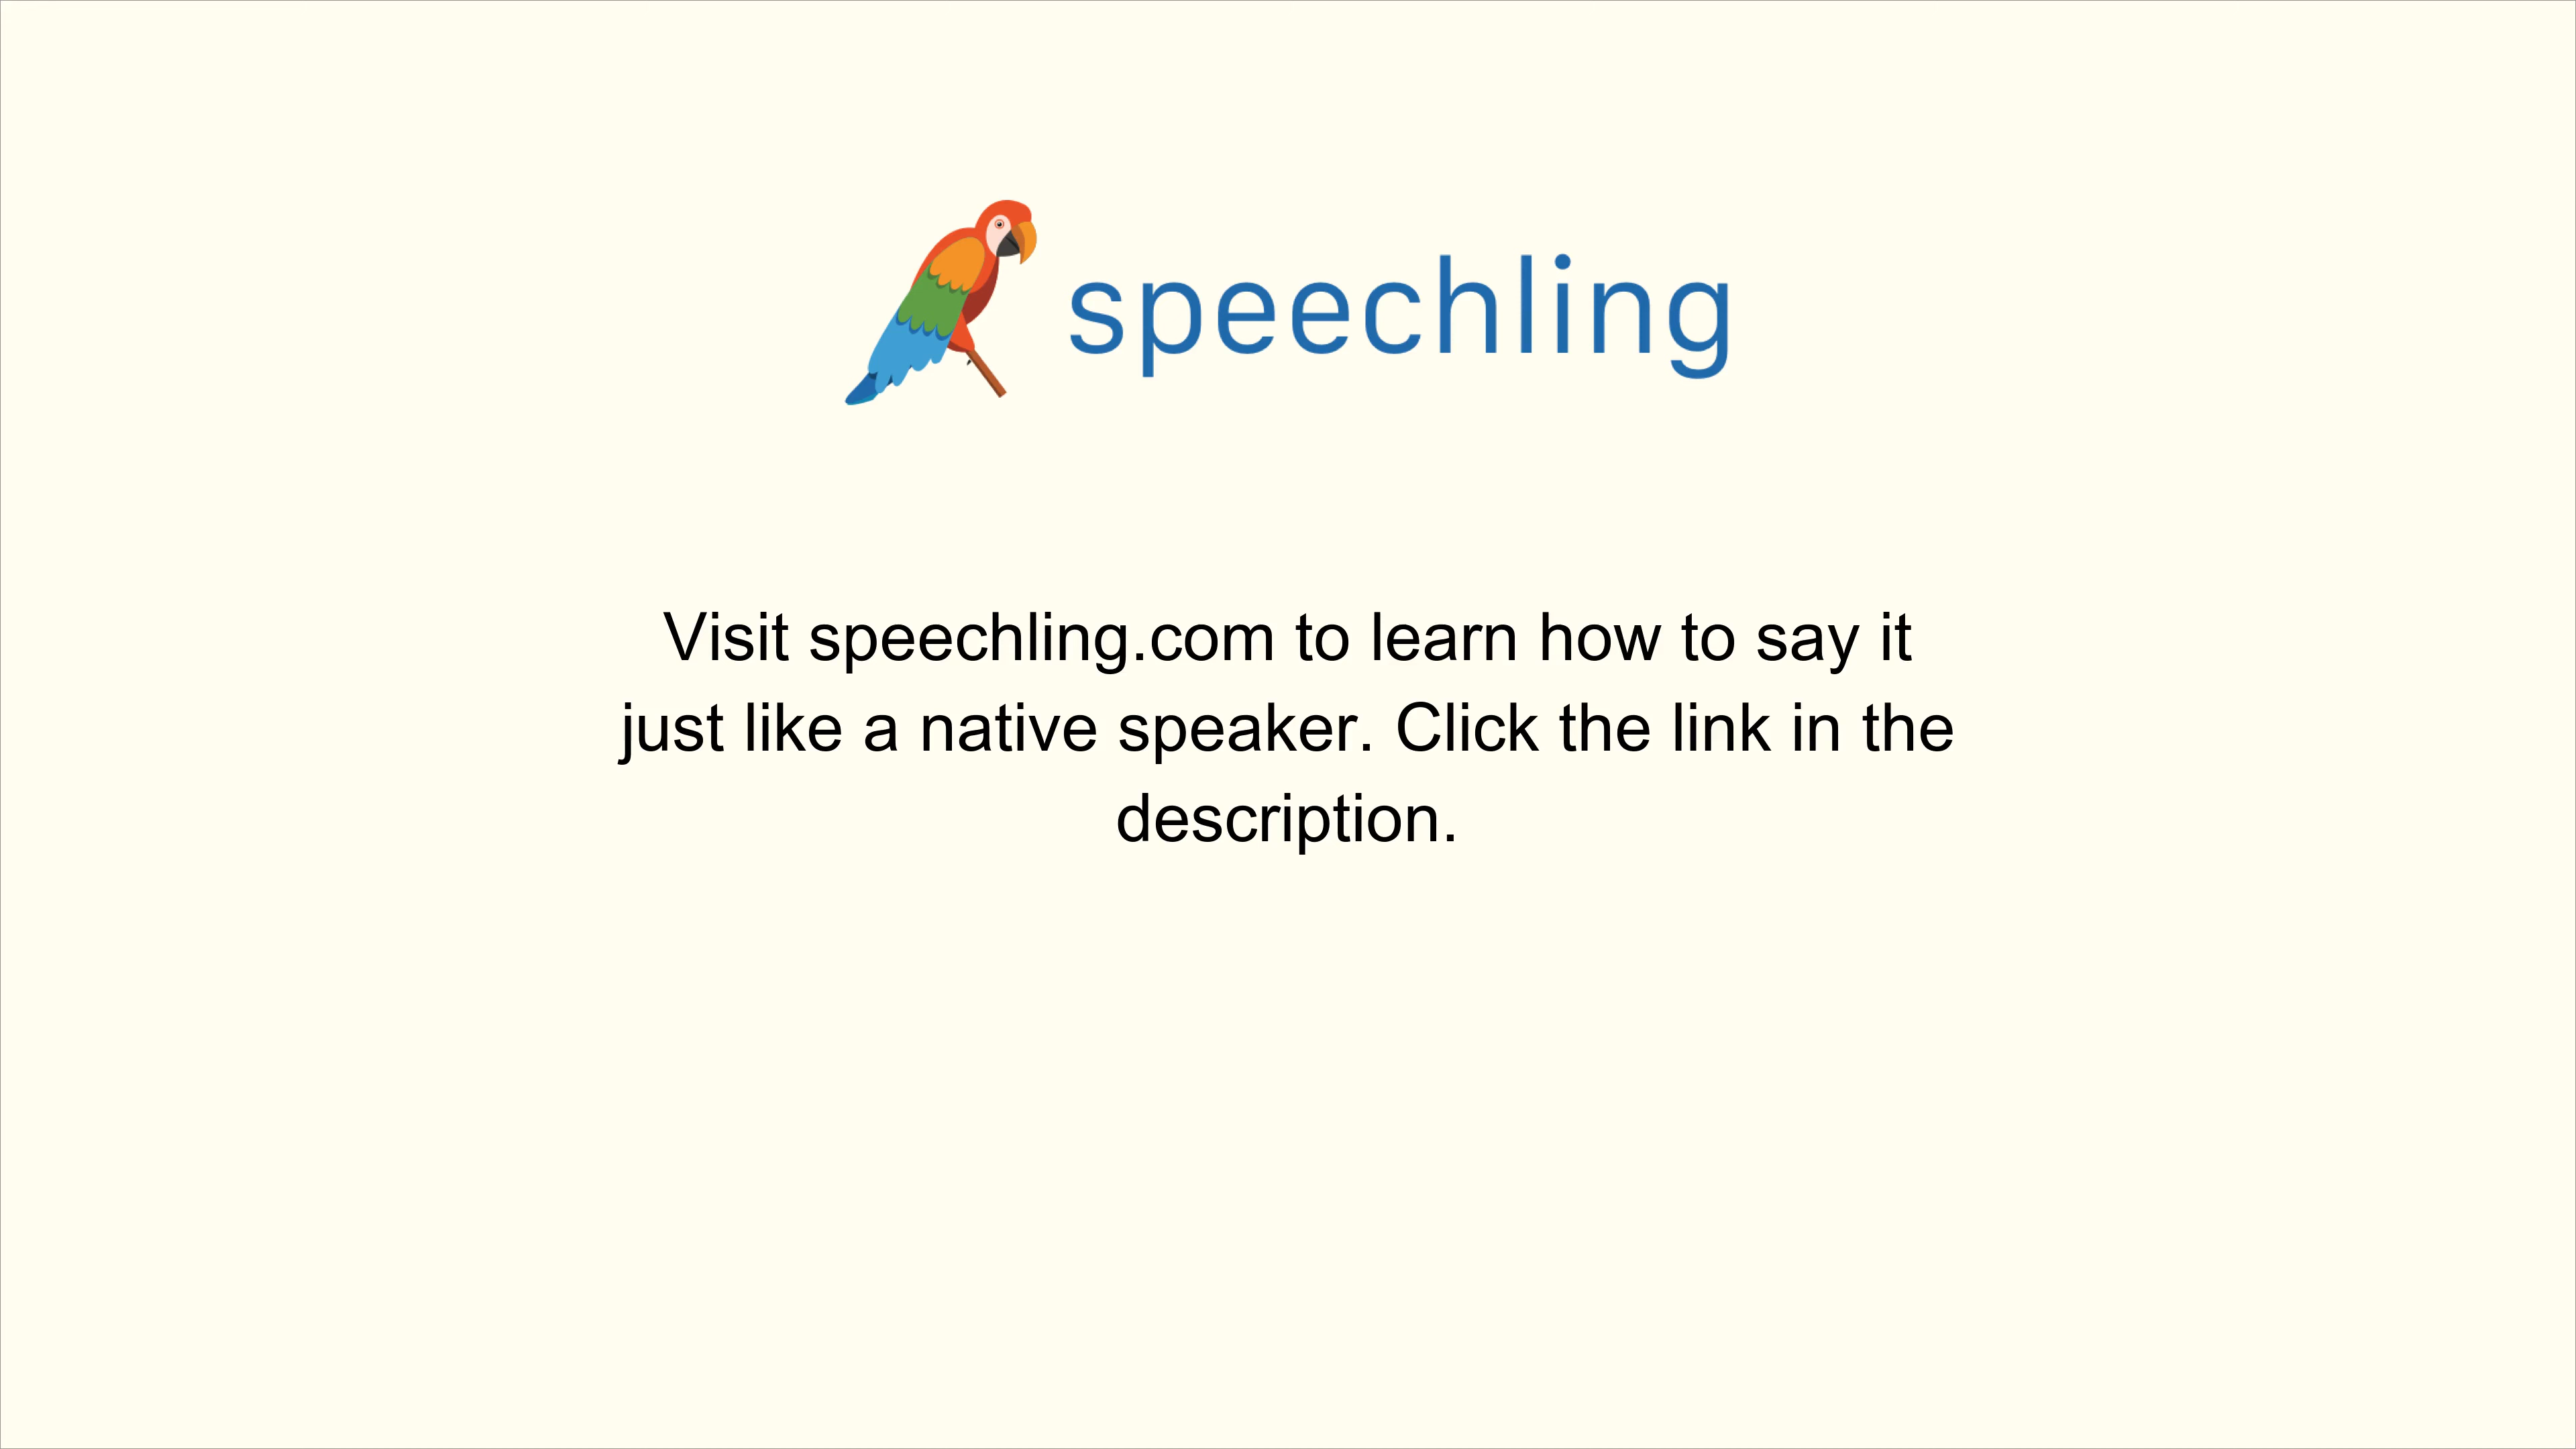 speechling
Visit speechling.com to learn how to say it
just like a native speaker. Click the link in the
description.